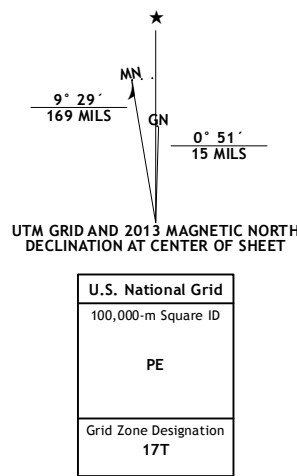 ★
MN
9° 29´
169 MILS
GN
0° 51´
15 MILS
UTM GRID AND 2013 MAGNETIC NORTH
DECLINATION AT CENTER OF SHEET
U.S. National Grid
100,000-m Square ID
PE
Grid Zone Designation
17T